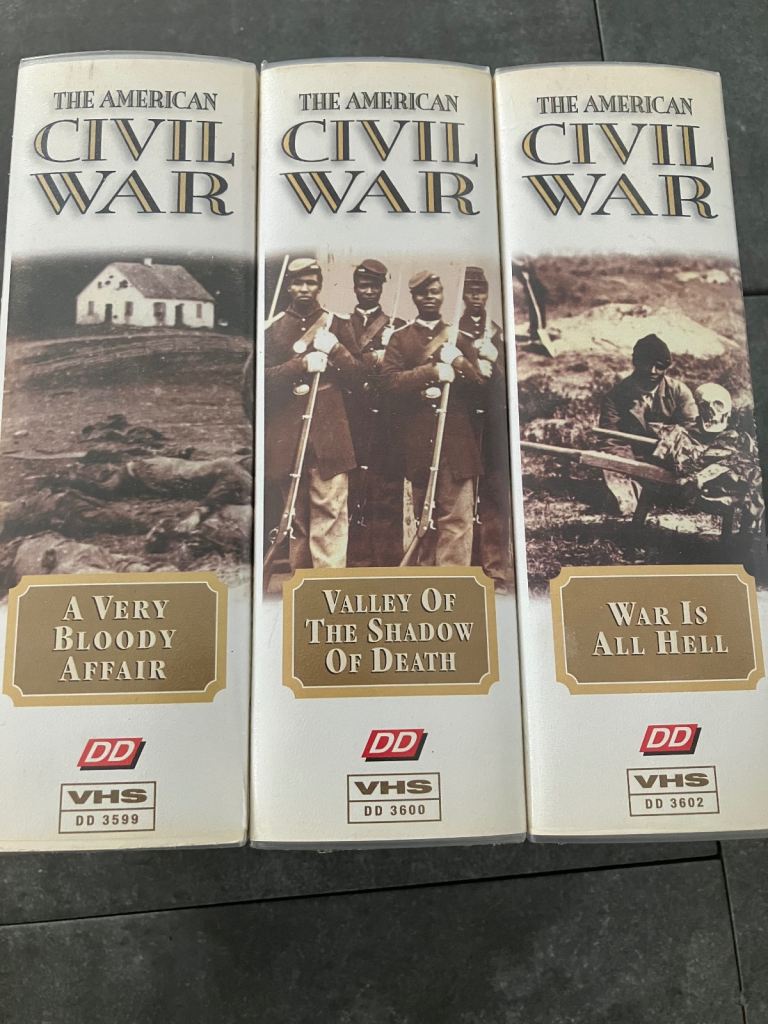 THE AMERICAN
CIVIL
WAR
A VERY
BLOODY
AFFAIR
DD
VHS
DD 3599
THE AMERICAN
CIVIL
WAR
VALLEY OF
THE SHADOW
OF DEATH
DD
VHS
DD 3600
THE AMERICAN
CIVIL
WAR
WAR IS
ALL HELL
DD
VHS
DD 3602